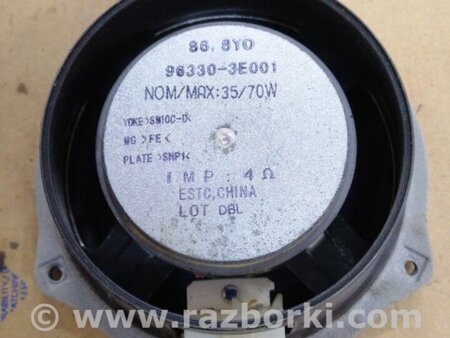 86.8YO
96330-3E001
NOM/MAX:35/70W
YOKE>SW10C-D<
MG >FE<
PLATE >SHP1<
IMP : 4Ω
ESTC,CHINA
LOT DBL
www.razborki.com